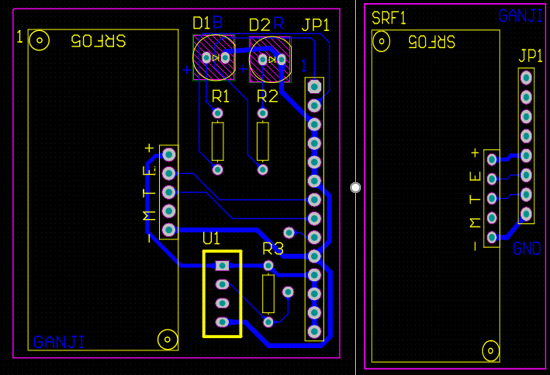 D1 B D2 R JP1
1 SRF05
+ +
1
R1 R2
+
E
T
M
-
U1
R3
GANJI
SRF1
GANJI
SRF05
JP1
+
E
T
M
-
GND